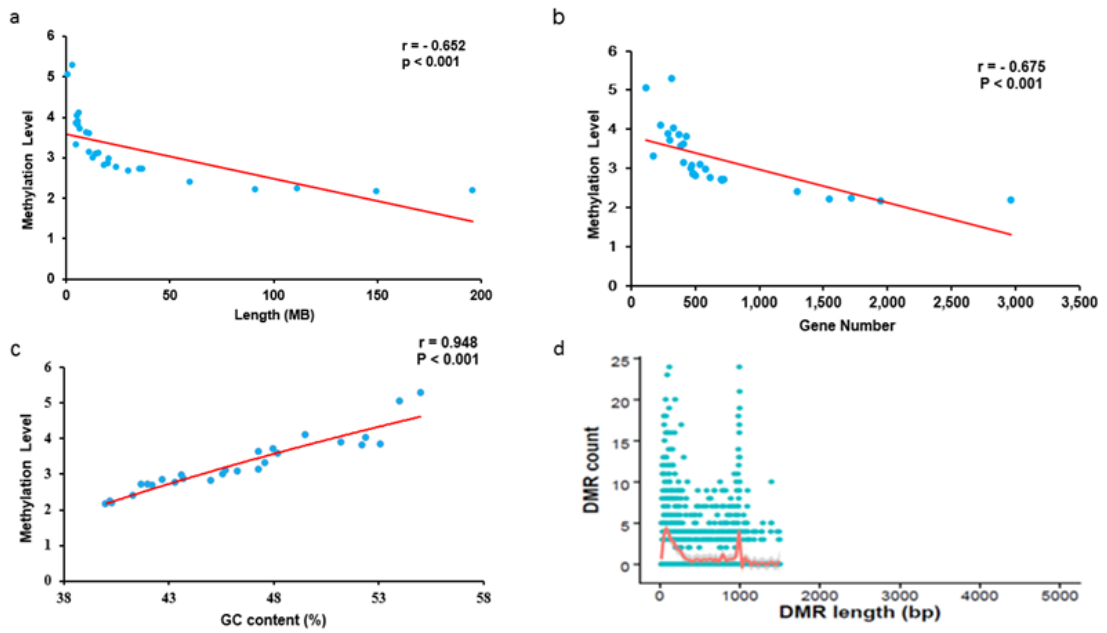 a
r = - 0.652
p < 0.001
Methylation Level
6
5
4
3
2
1
0
0 50 100 150 200
Length (MB)
b
r = - 0.675
P < 0.001
Methylation Level
6
5
4
3
2
1
0
0 500 1,000 1,500 2,000 2,500 3,000 3,500
Gene Number
c
r = 0.948
P < 0.001
Methylation Level
6
5
4
3
2
1
0
38 43 48 53 58
GC content (%)
d
DMR count
25
20
15
10
5
0
0 1000 2000 3000 4000 5000
DMR length (bp)